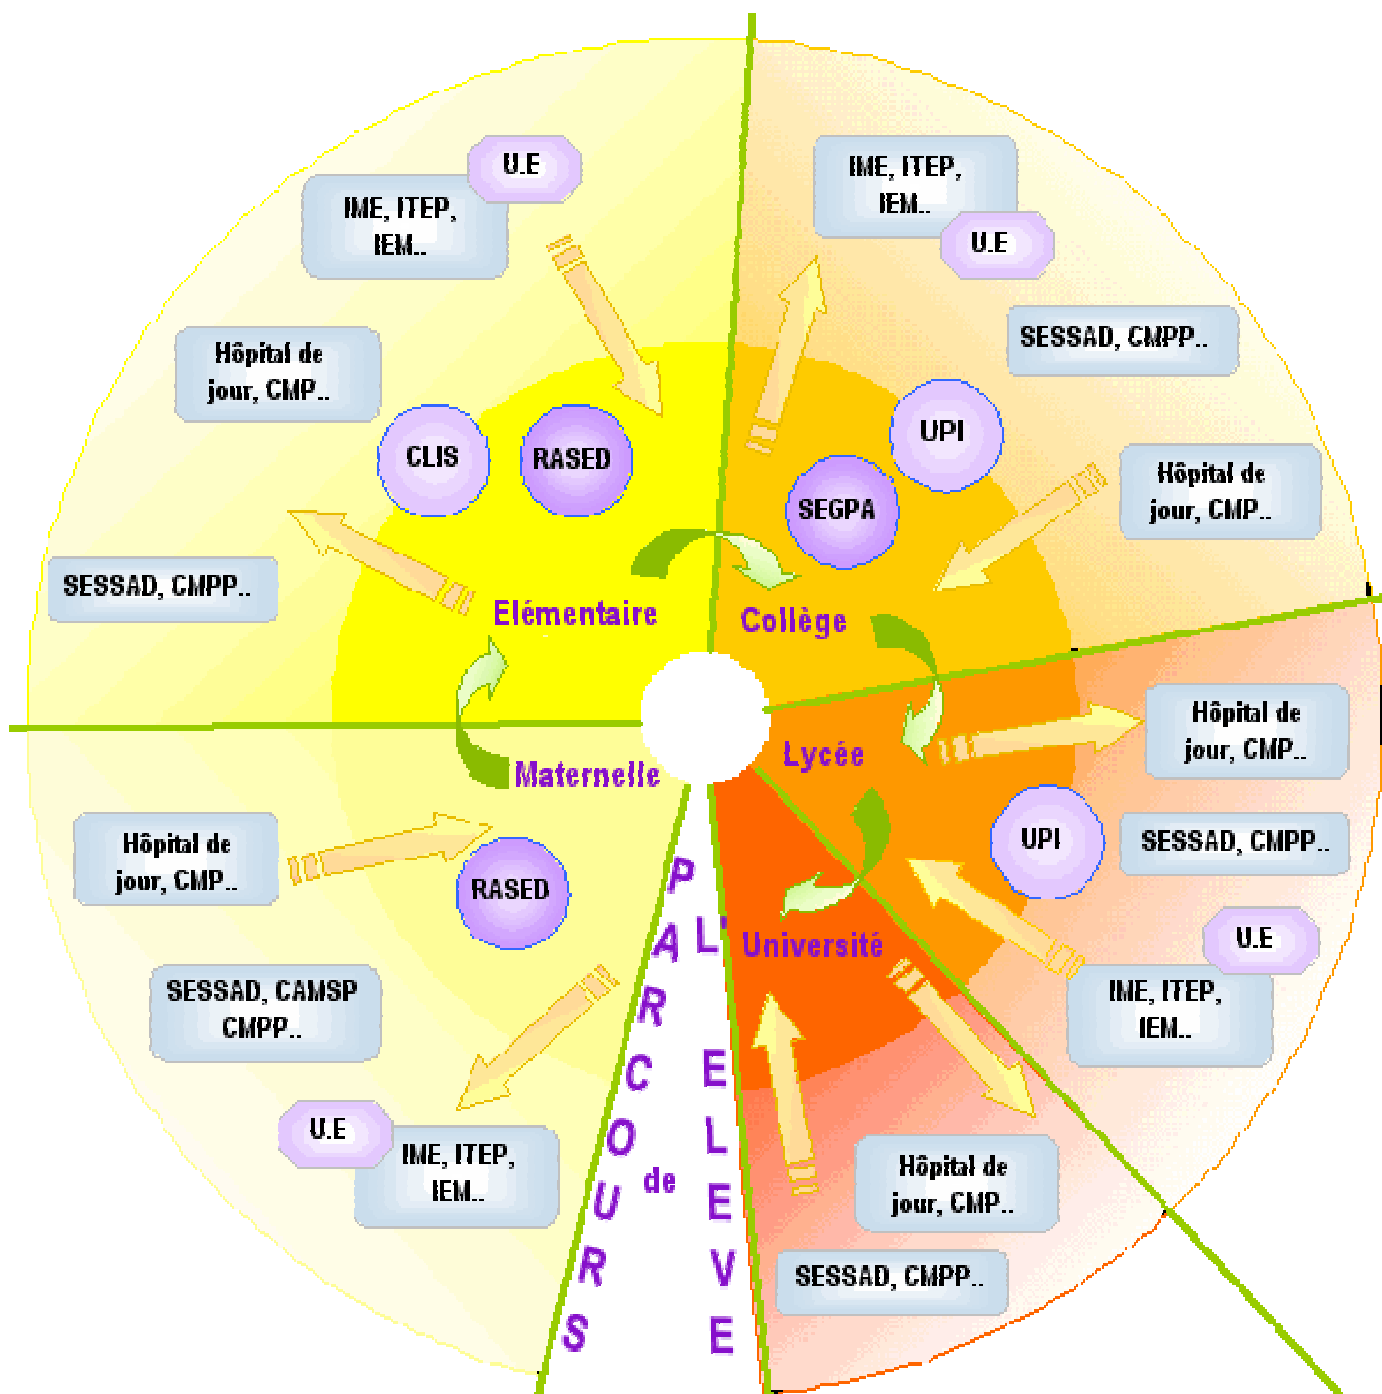 U.E
IME, ITEP,
IEM..
Hôpital de
jour, CMP..
CLIS
RASED
SESSAD, CMPP..
Elémentaire
IME, ITEP,
IEM..
U.E
SESSAD, CMPP..
UPI
Hôpital de
jour, CMP..
SEGPA
Collège
Lycée
Hôpital de
jour, CMP..
UPI
SESSAD, CMPP..
U.E
IME, ITEP,
IEM..
Université
Hôpital de
jour, CMP..
SESSAD, CMPP..
Maternelle
Hôpital de
jour, CMP..
RASED
SESSAD, CAMSP
CMPP..
U.E
IME, ITEP,
IEM..
PARCOURS
de
L'ELEVE